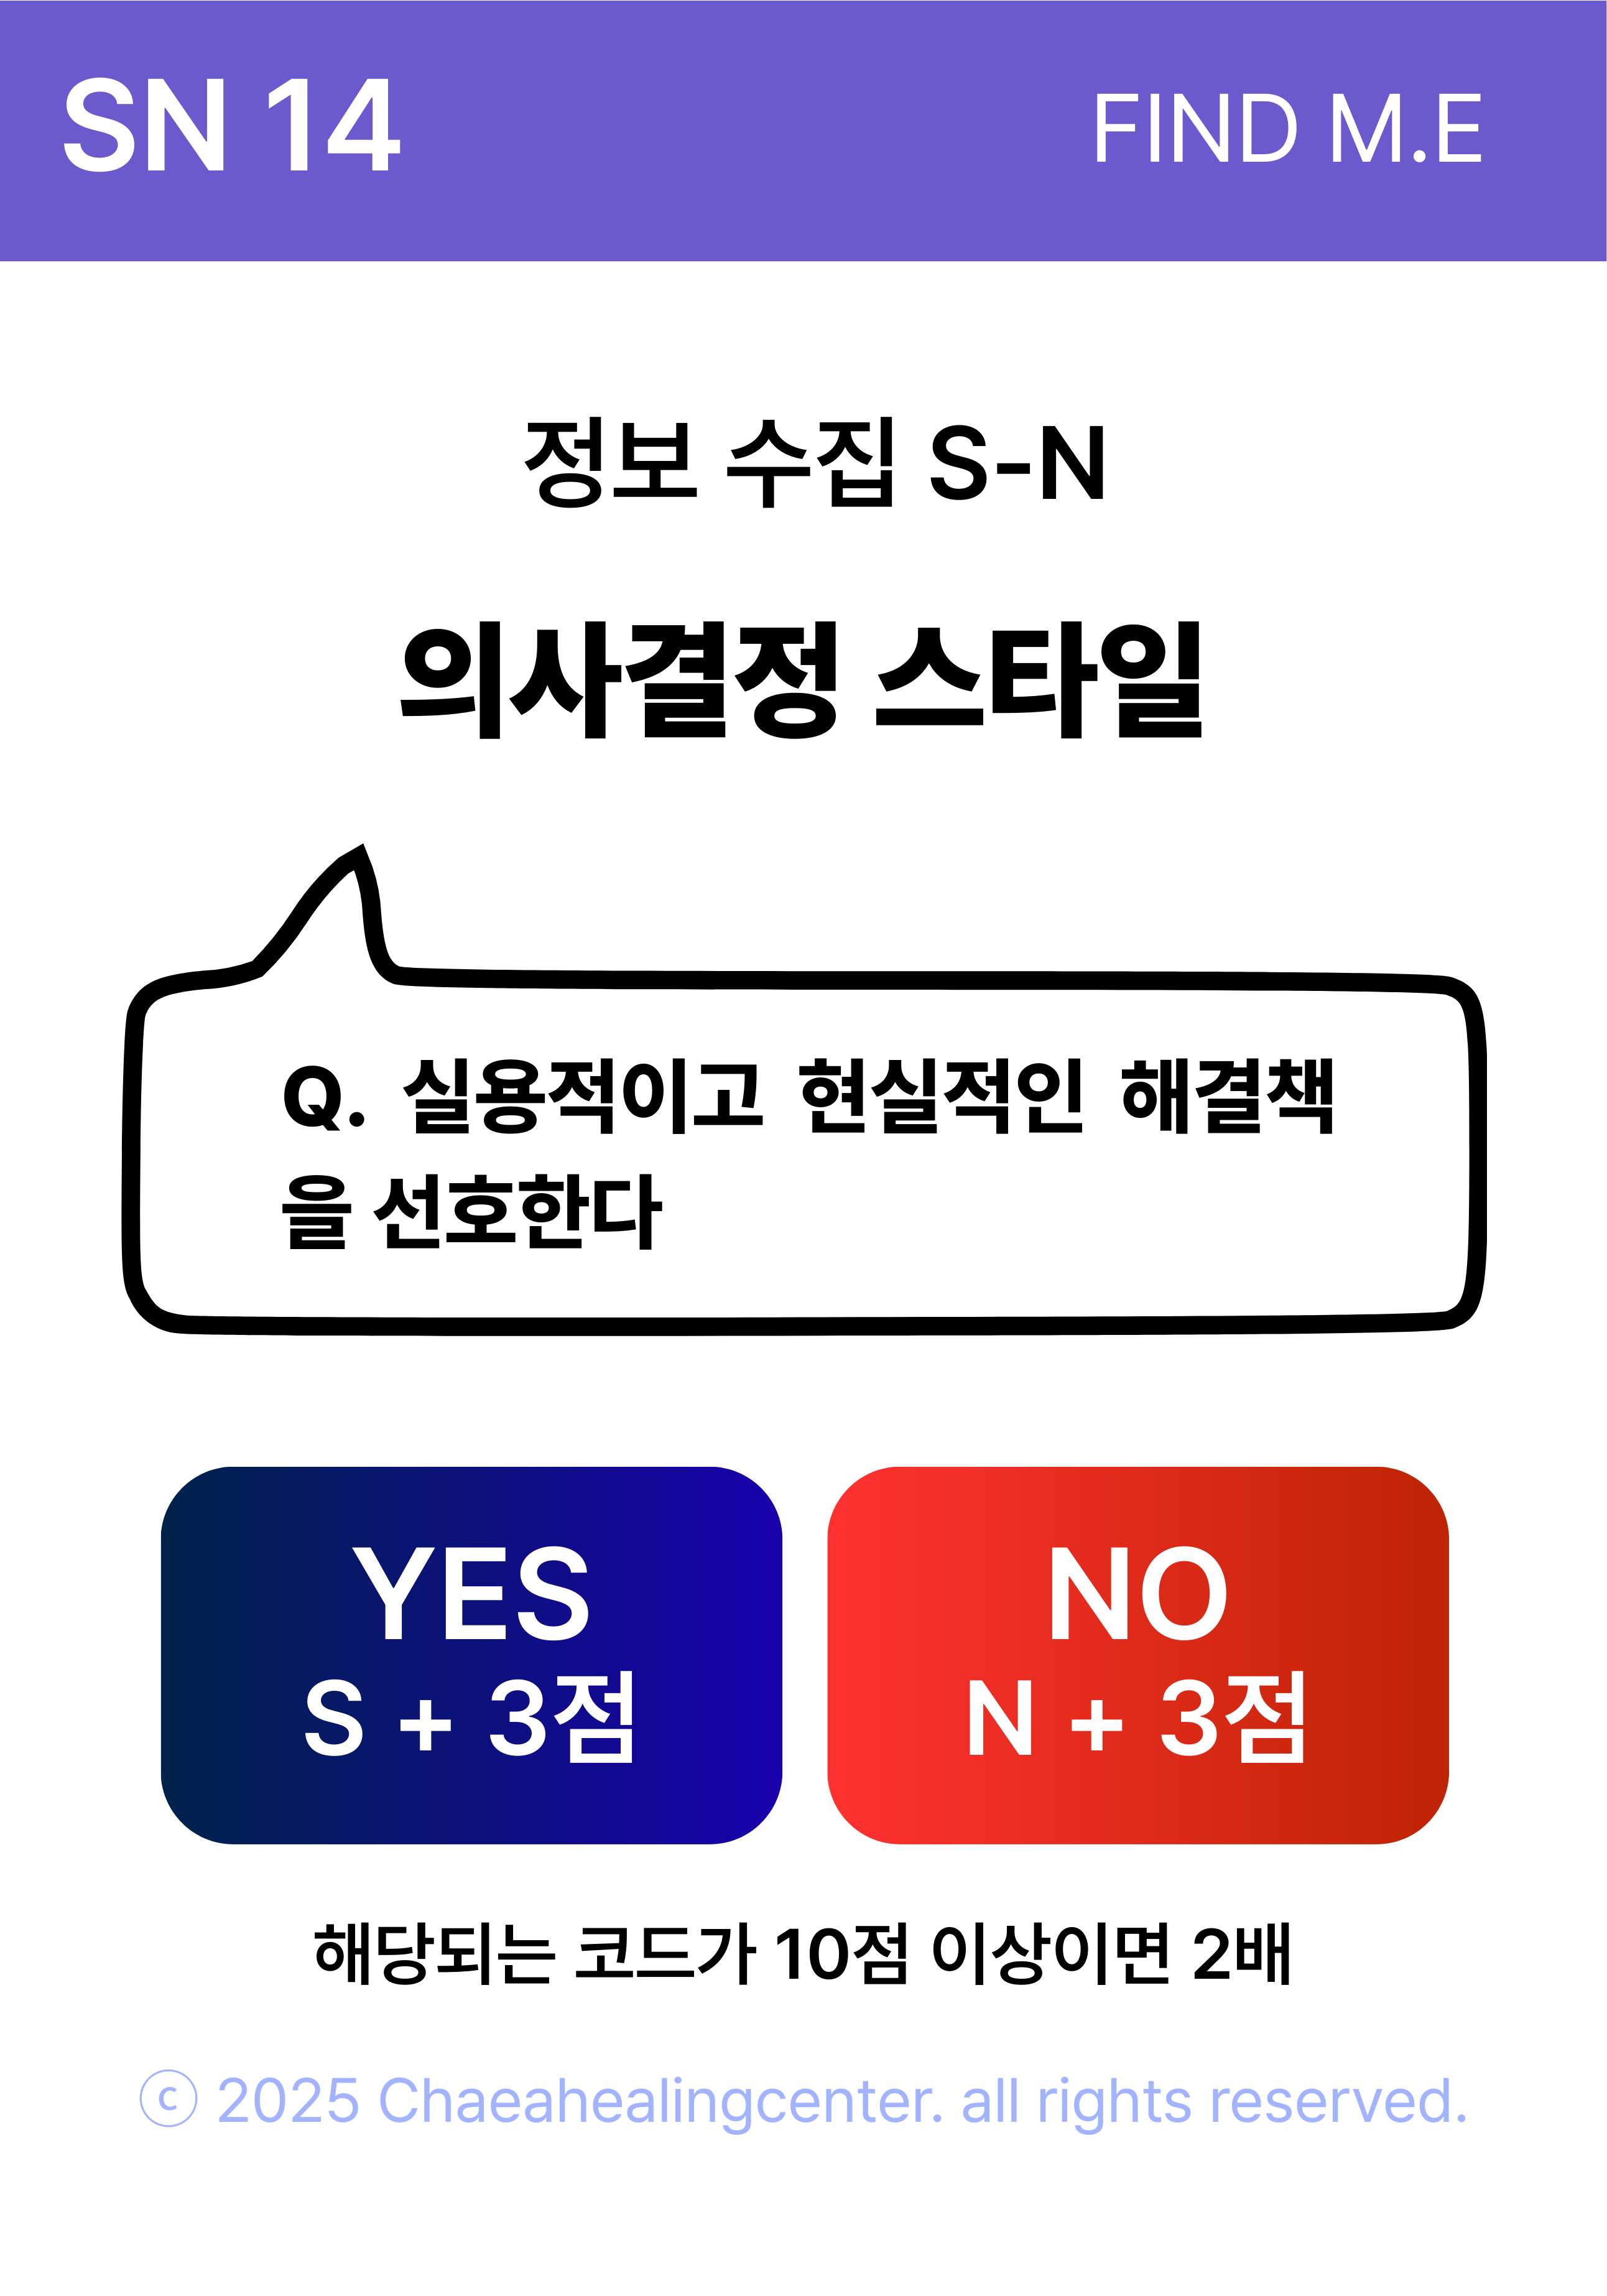 SN 14
FIND M.E
정보 수집 S-N
의사결정 스타일
Q. 실용적이고 현실적인 해결책
을 선호한다
YES
S + 3점
NO
N + 3점
해당되는 코드가 10점 이상이면 2배
ⓒ 2025 Chaeahealingcenter. all rights reserved.